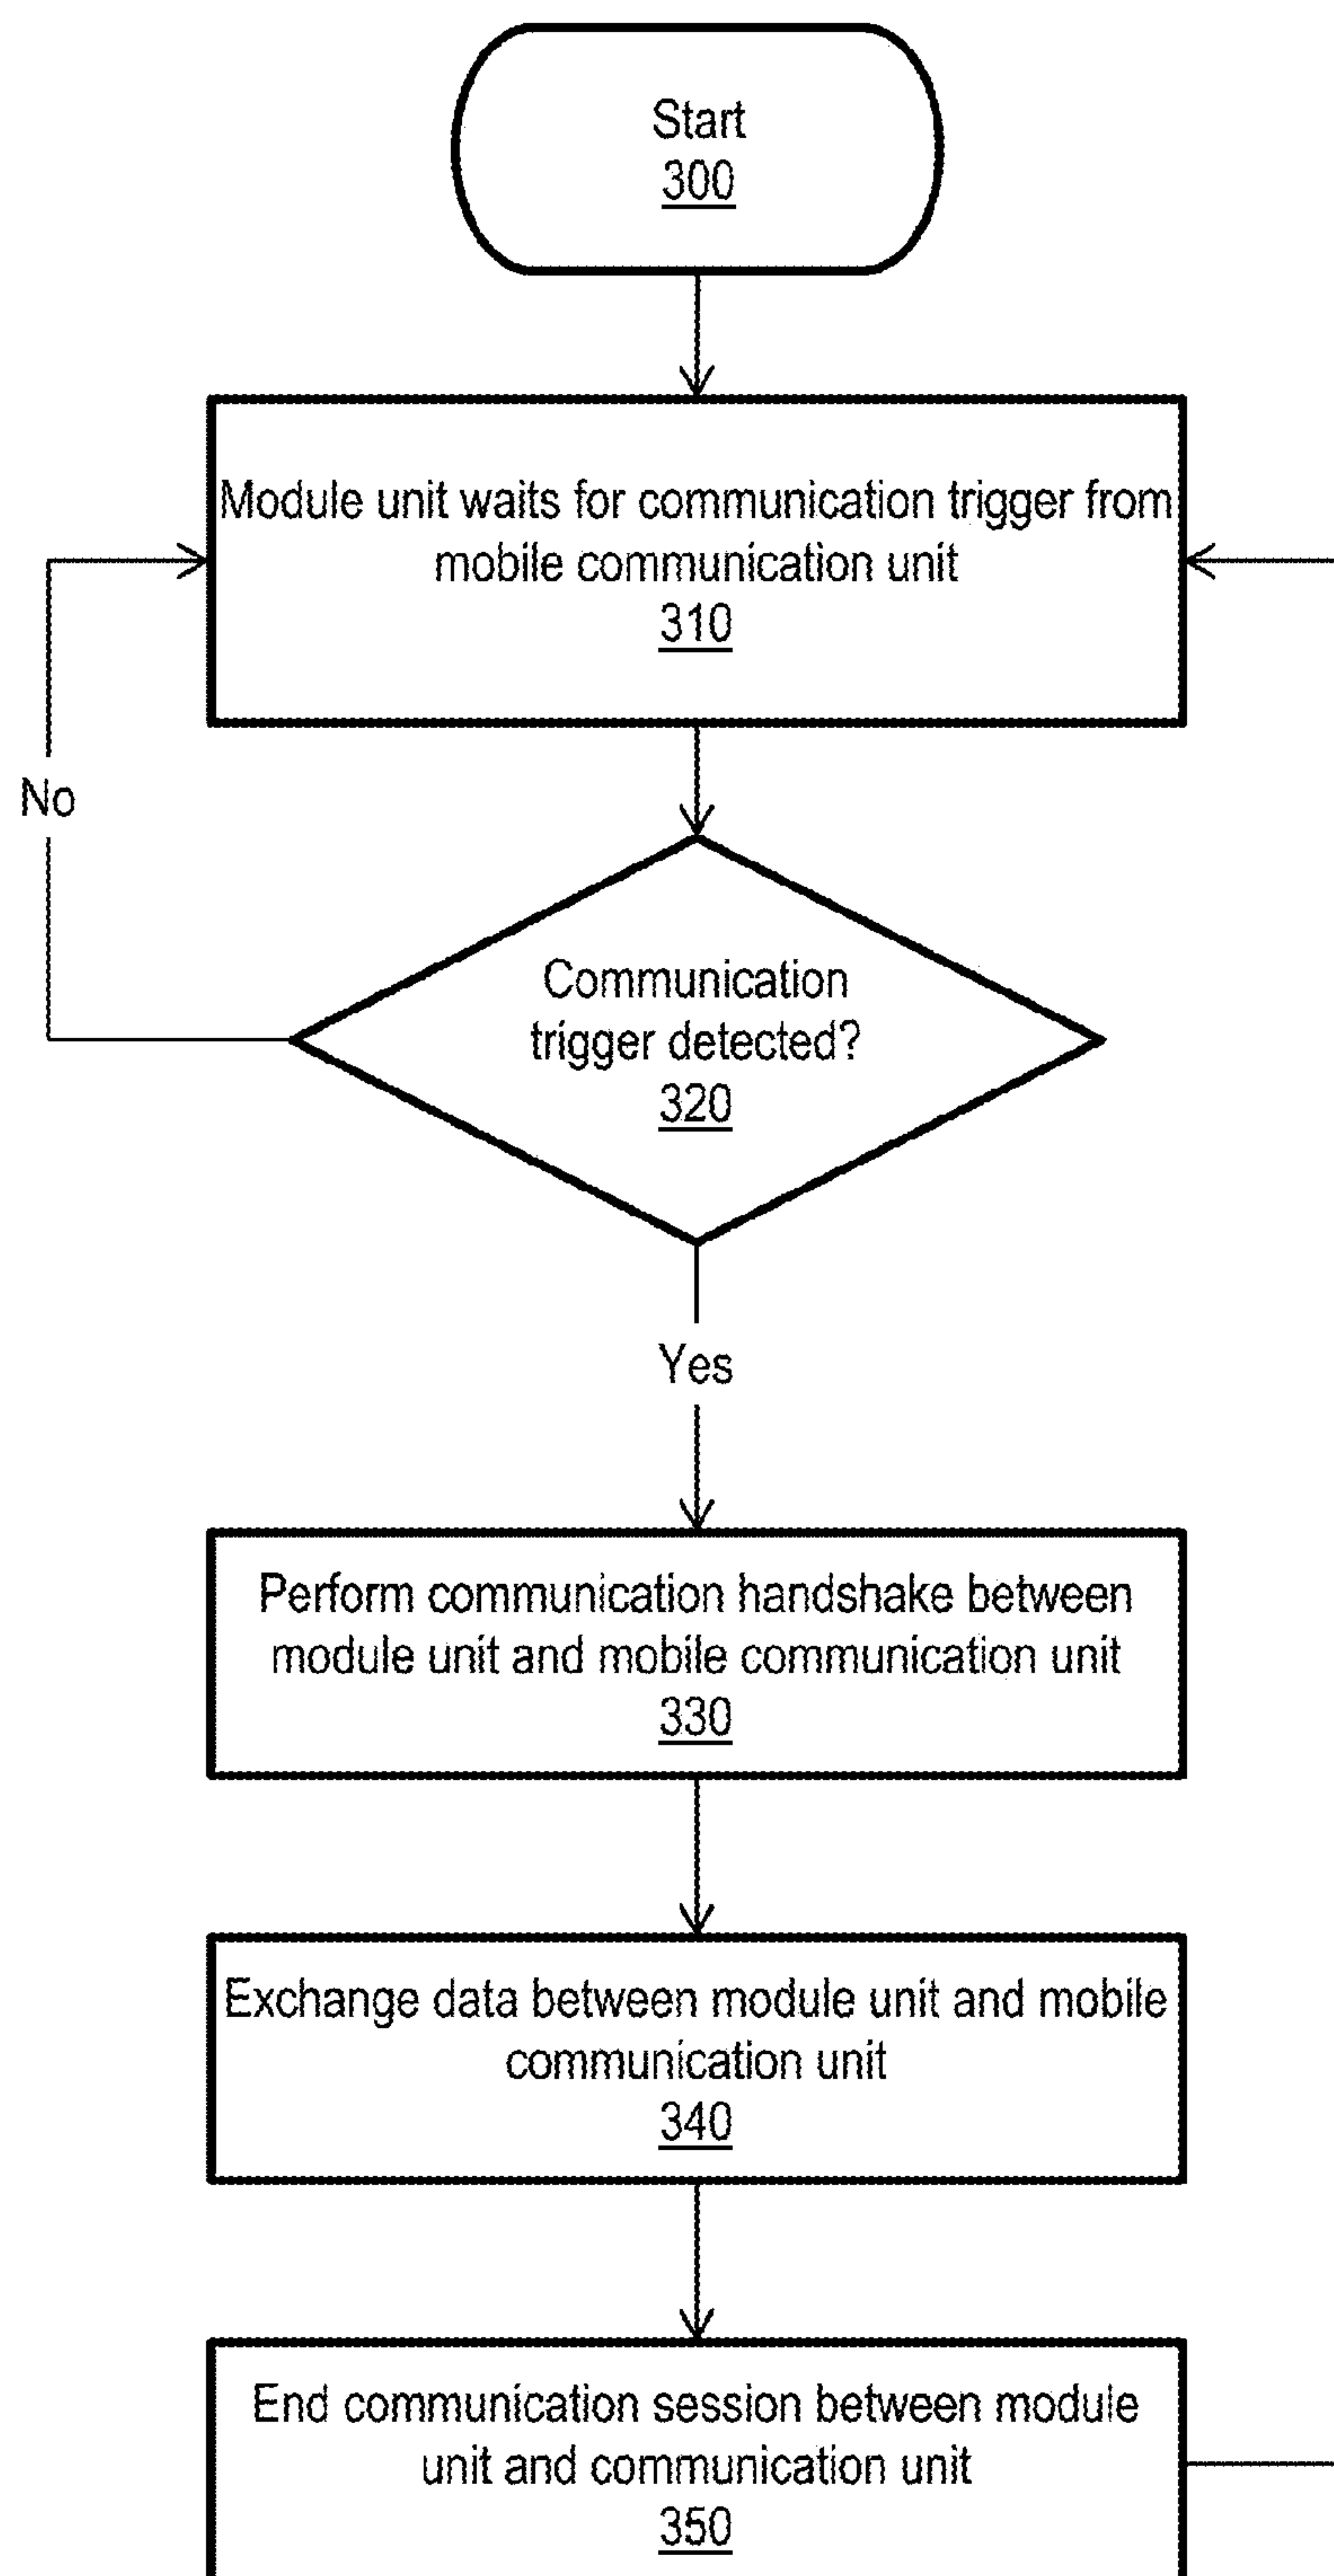 Start
300
Module unit waits for communication trigger from
mobile communication unit
310
No
Communication
trigger detected?
320
Yes
Perform communication handshake between
module unit and mobile communication unit
330
Exchange data between module unit and mobile
communication unit
340
End communication session between module
unit and communication unit
350